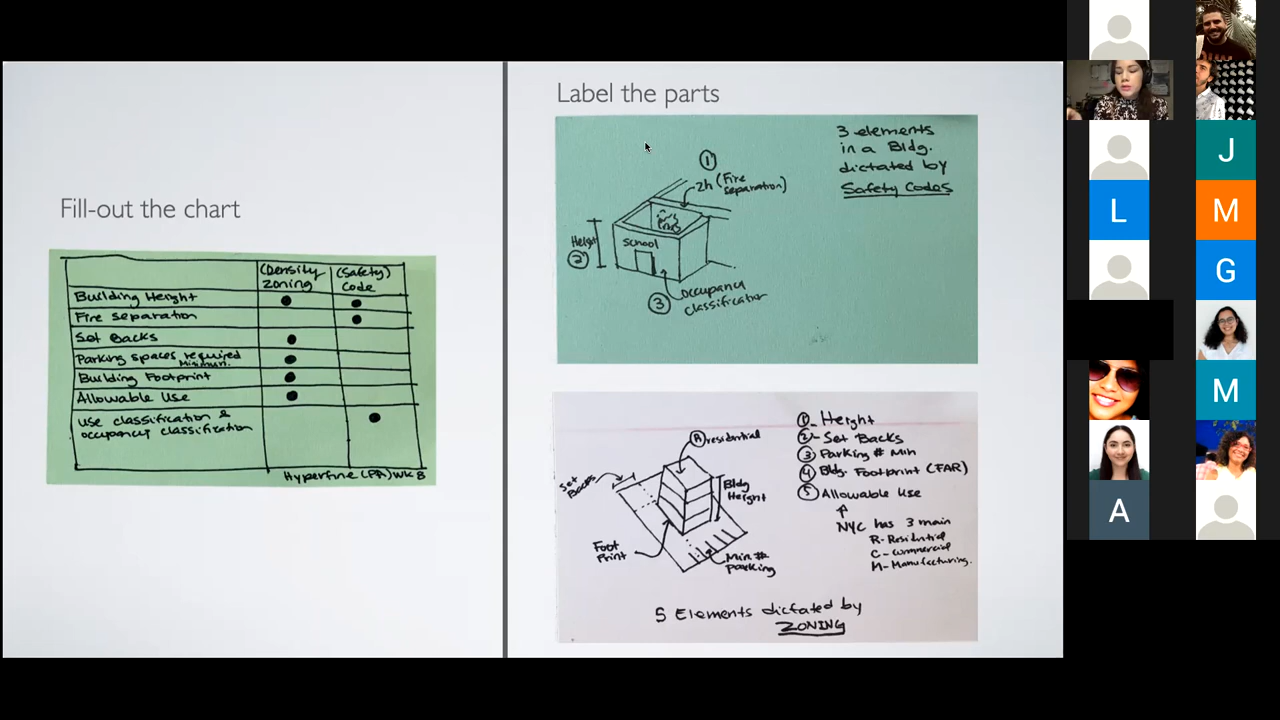 Fill-out the chart
(Density
zoning
(Safety)
Code
Building Height
Fire separation
Set Backs
Parking spaces required
Minimum.
Building Footprint
Allowable Use
use classification &
occupancy classification
Hyperfine (PA) WK 8
Label the parts
3 elements
in a Bldg.
dictated by
Safety Codes
1
2h (Fire
separation)
Height
2
School
3
occupancy
classification
R residential
Set
Backs
Bldg
Height
Foot
Print
Min #
Parking
1- Height
2- Set Backs
3 Parking # Min
4 Bldg. Footprint (FAR)
5 Allowable Use
NYC has 3 main
R- Residential
C- commercial
M- Manufacturing.
5 Elements dictated by
ZONING
J
L
M
G
M
A